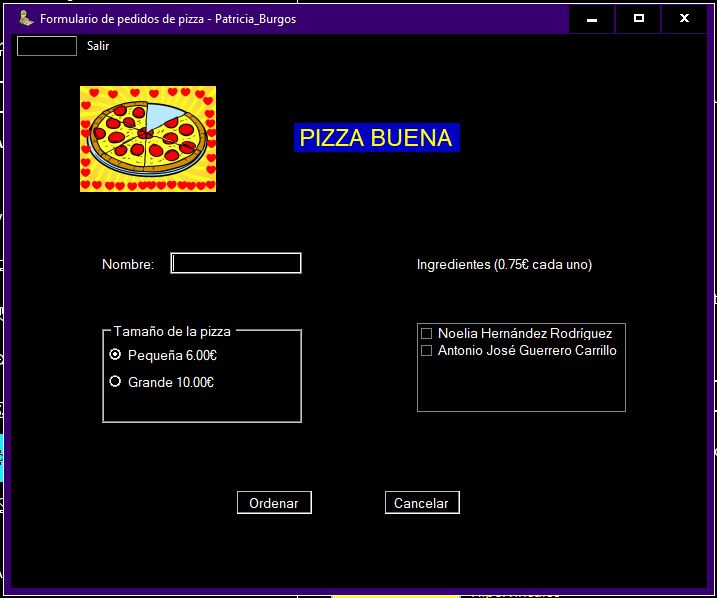 Formulario de pedidos de pizza - Patricia_Burgos
Salir
PIZZA BUENA
Nombre:
Ingredientes (0.75€ cada uno)
Tamaño de la pizza
Pequeña 6.00€
Grande 10.00€
Noelia Hernández Rodríguez
Antonio José Guerrero Carrillo
Ordenar
Cancelar